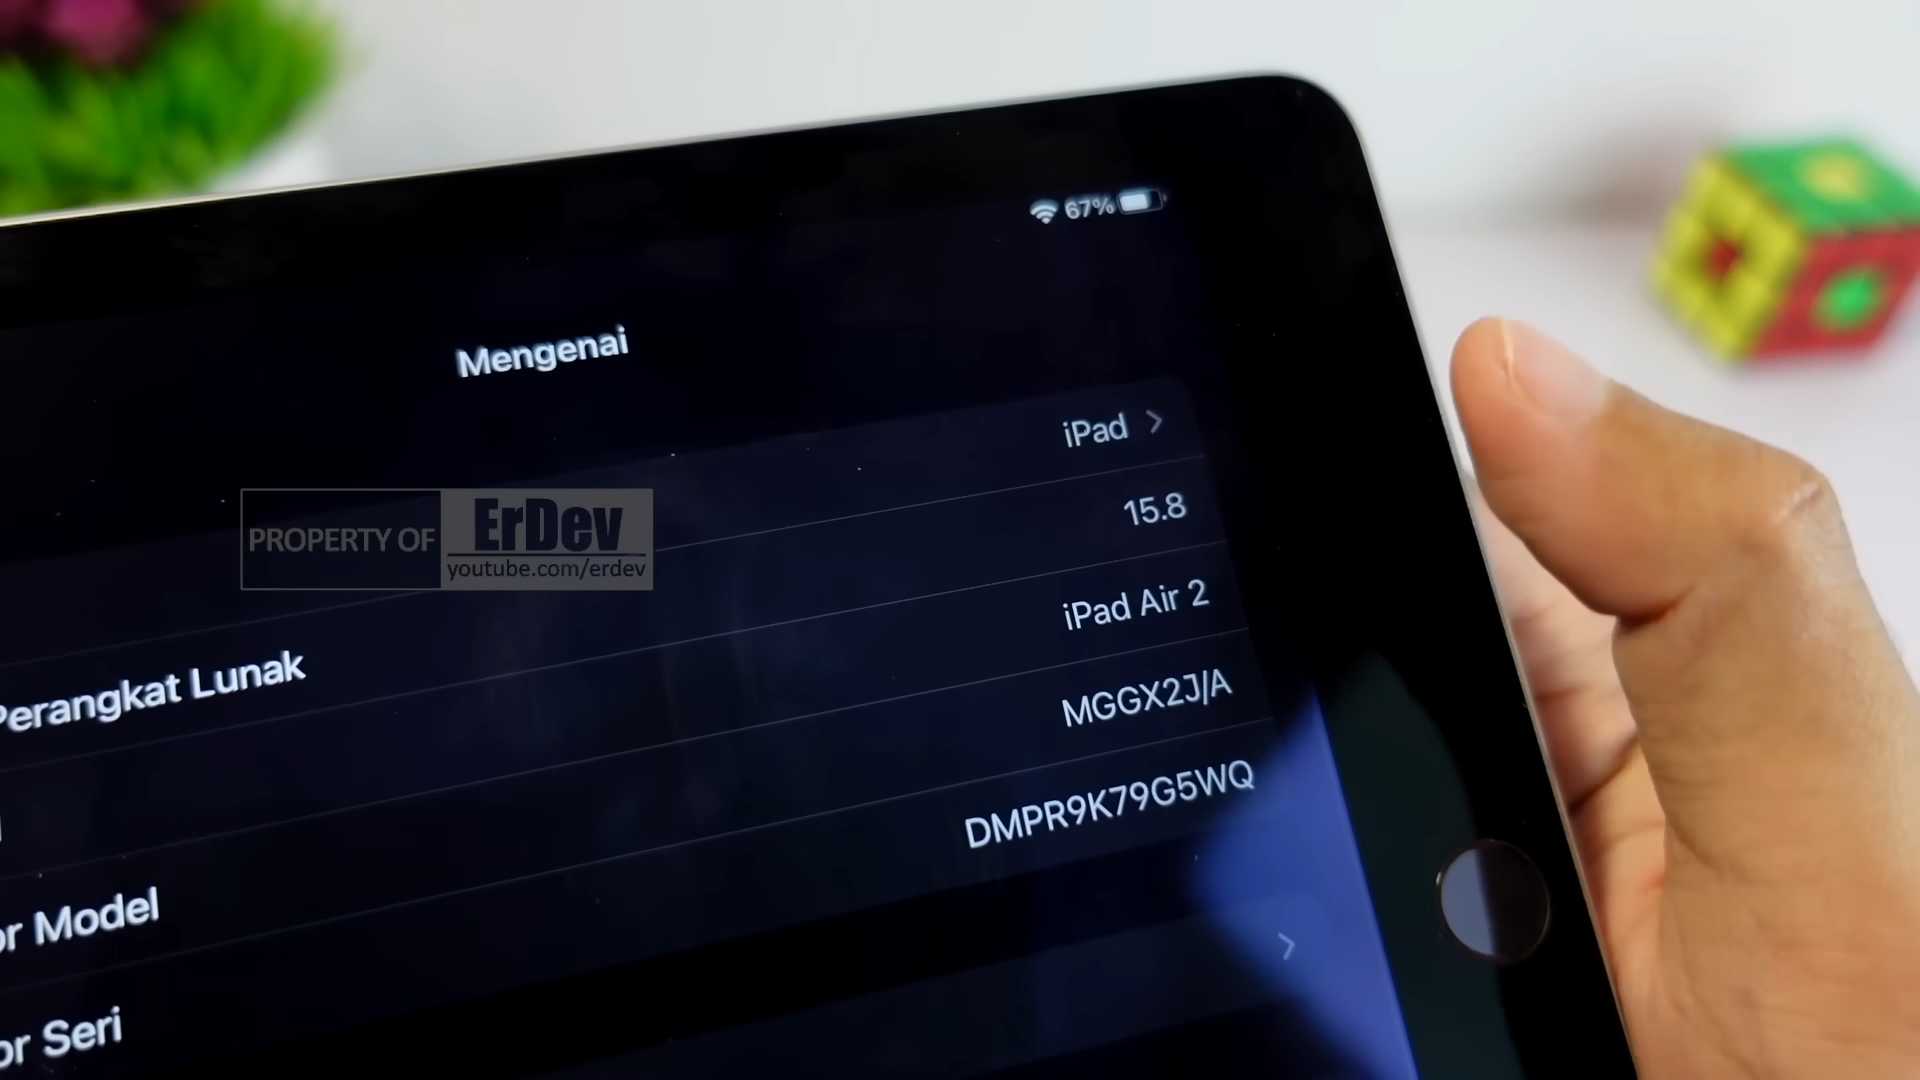 67%
Mengenai
iPad
15.8
Perangkat Lunak
iPad Air 2
MGGX2J/A
or Model
DMPR9K79G5WQ
or Seri
PROPERTY OF ErDev
youtube.com/erdev